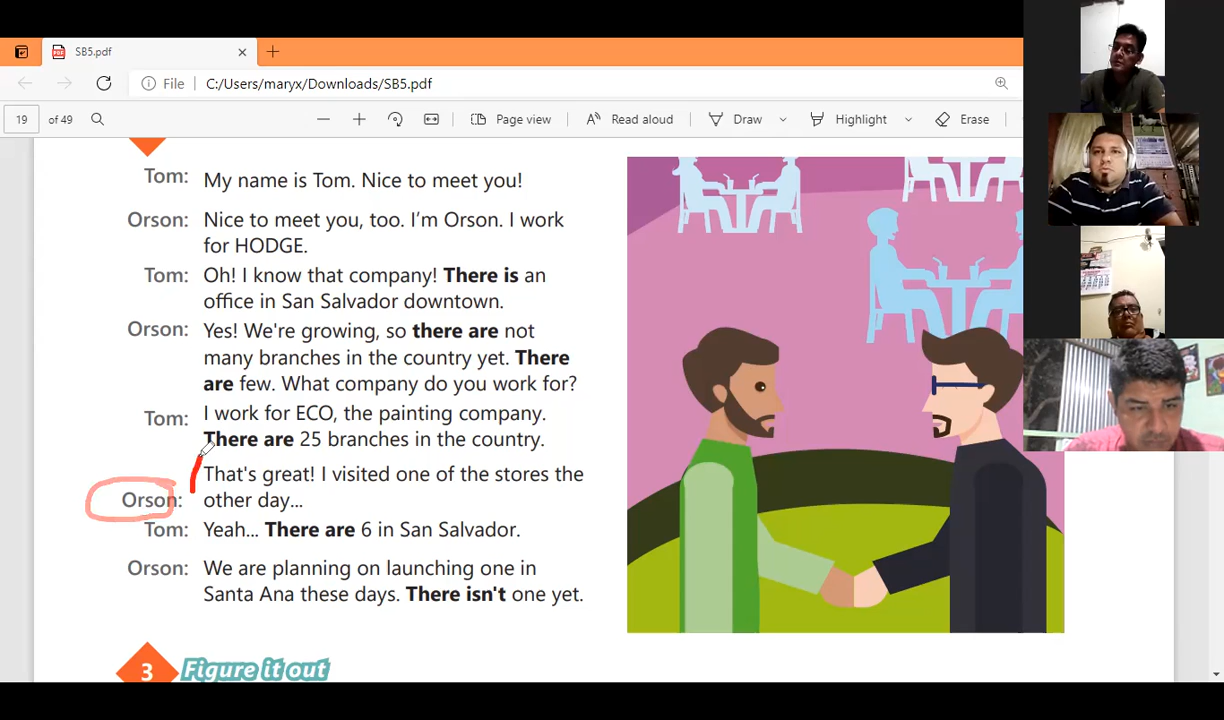 SB5.pdf
File C:/Users/maryx/Downloads/SB5.pdf
19 of 49 Page view Read aloud Draw Highlight Erase
Tom: My name is Tom. Nice to meet you!
Orson: Nice to meet you, too. I'm Orson. I work
for HODGE.
Tom: Oh! I know that company! There is an
office in San Salvador downtown.
Orson: Yes! We're growing, so there are not
many branches in the country yet. There
are few. What company do you work for?
Tom: I work for ECO, the painting company.
There are 25 branches in the country.
That's great! I visited one of the stores the
Orson: other day...
Tom: Yeah... There are 6 in San Salvador.
Orson: We are planning on launching one in
Santa Ana these days. There isn't one yet.
3 Figure it out